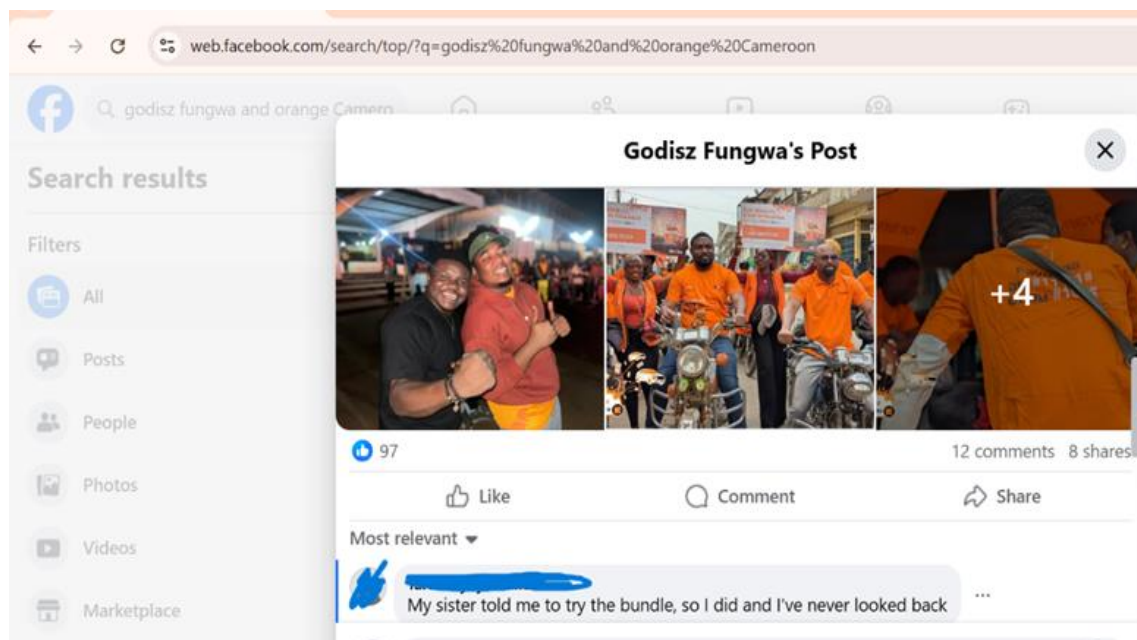 web.facebook.com/search/top/?q=godisz%20fungwa%20and%20orange%20Cameroon
godisz fungwa and orange Camero
Godisz Fungwa's Post
Search results
Filters
All
Posts
People
Photos
Videos
Marketplace
+4
97
12 comments 8 shares
Like
Comment
Share
Most relevant
My sister told me to try the bundle, so I did and I've never looked back